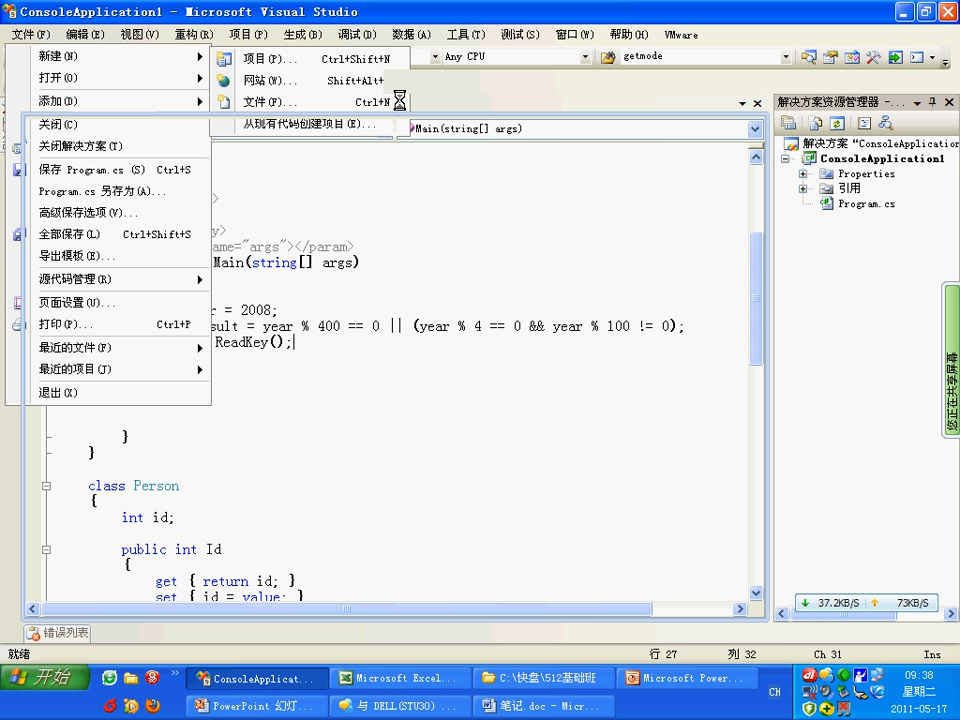 ConsoleApplication1 - Microsoft Visual Studio
文件(F) 编辑(E) 视图(V) 重构(R) 项目(P) 生成(B) 调试(D) 数据(A) 工具(T) 测试(S) 窗口(W) 帮助(H) VMware
新建(N)
打开(O)
添加(D)
关闭(C)
关闭解决方案(T)
保存 Program.cs (S) Ctrl+S
Program.cs 另存为(A)...
高级保存选项(V)...
全部保存(L) Ctrl+Shift+S
导出模板(E)...
源代码管理(R)
页面设置(U)...
打印(P)... Ctrl+P
最近的文件(F)
最近的项目(J)
退出(X)
项目(P)... Ctrl+Shift+N
网站(W)... Shift+Alt+
文件(F)... Ctrl+N
从现有代码创建项目(E)...
Any CPU
getmode
Main(string[] args)
>
y>
ame="args"></param>
Main(string[] args)
r = 2008;
sult = year % 400 == 0 || (year % 4 == 0 && year % 100 != 0);
ReadKey();
}
}
class Person
{
int id;
public int Id
{
get { return id; }
set { id = value; }
解决方案资源管理器 - ...
解决方案 "ConsoleApplication
ConsoleApplication1
Properties
引用
Program.cs
您正在共享屏幕
37.2KB/S 73KB/S
错误列表
就绪
行 27 列 32 Ch 31 Ins
开始
ConsoleApplicat...
Microsoft Excel...
C:\快盘\512基础班
Microsoft Power...
PowerPoint 幻灯...
与 DELL(STU30) ...
笔记.doc - Micr...
CH
09:38
星期二
2011-05-17